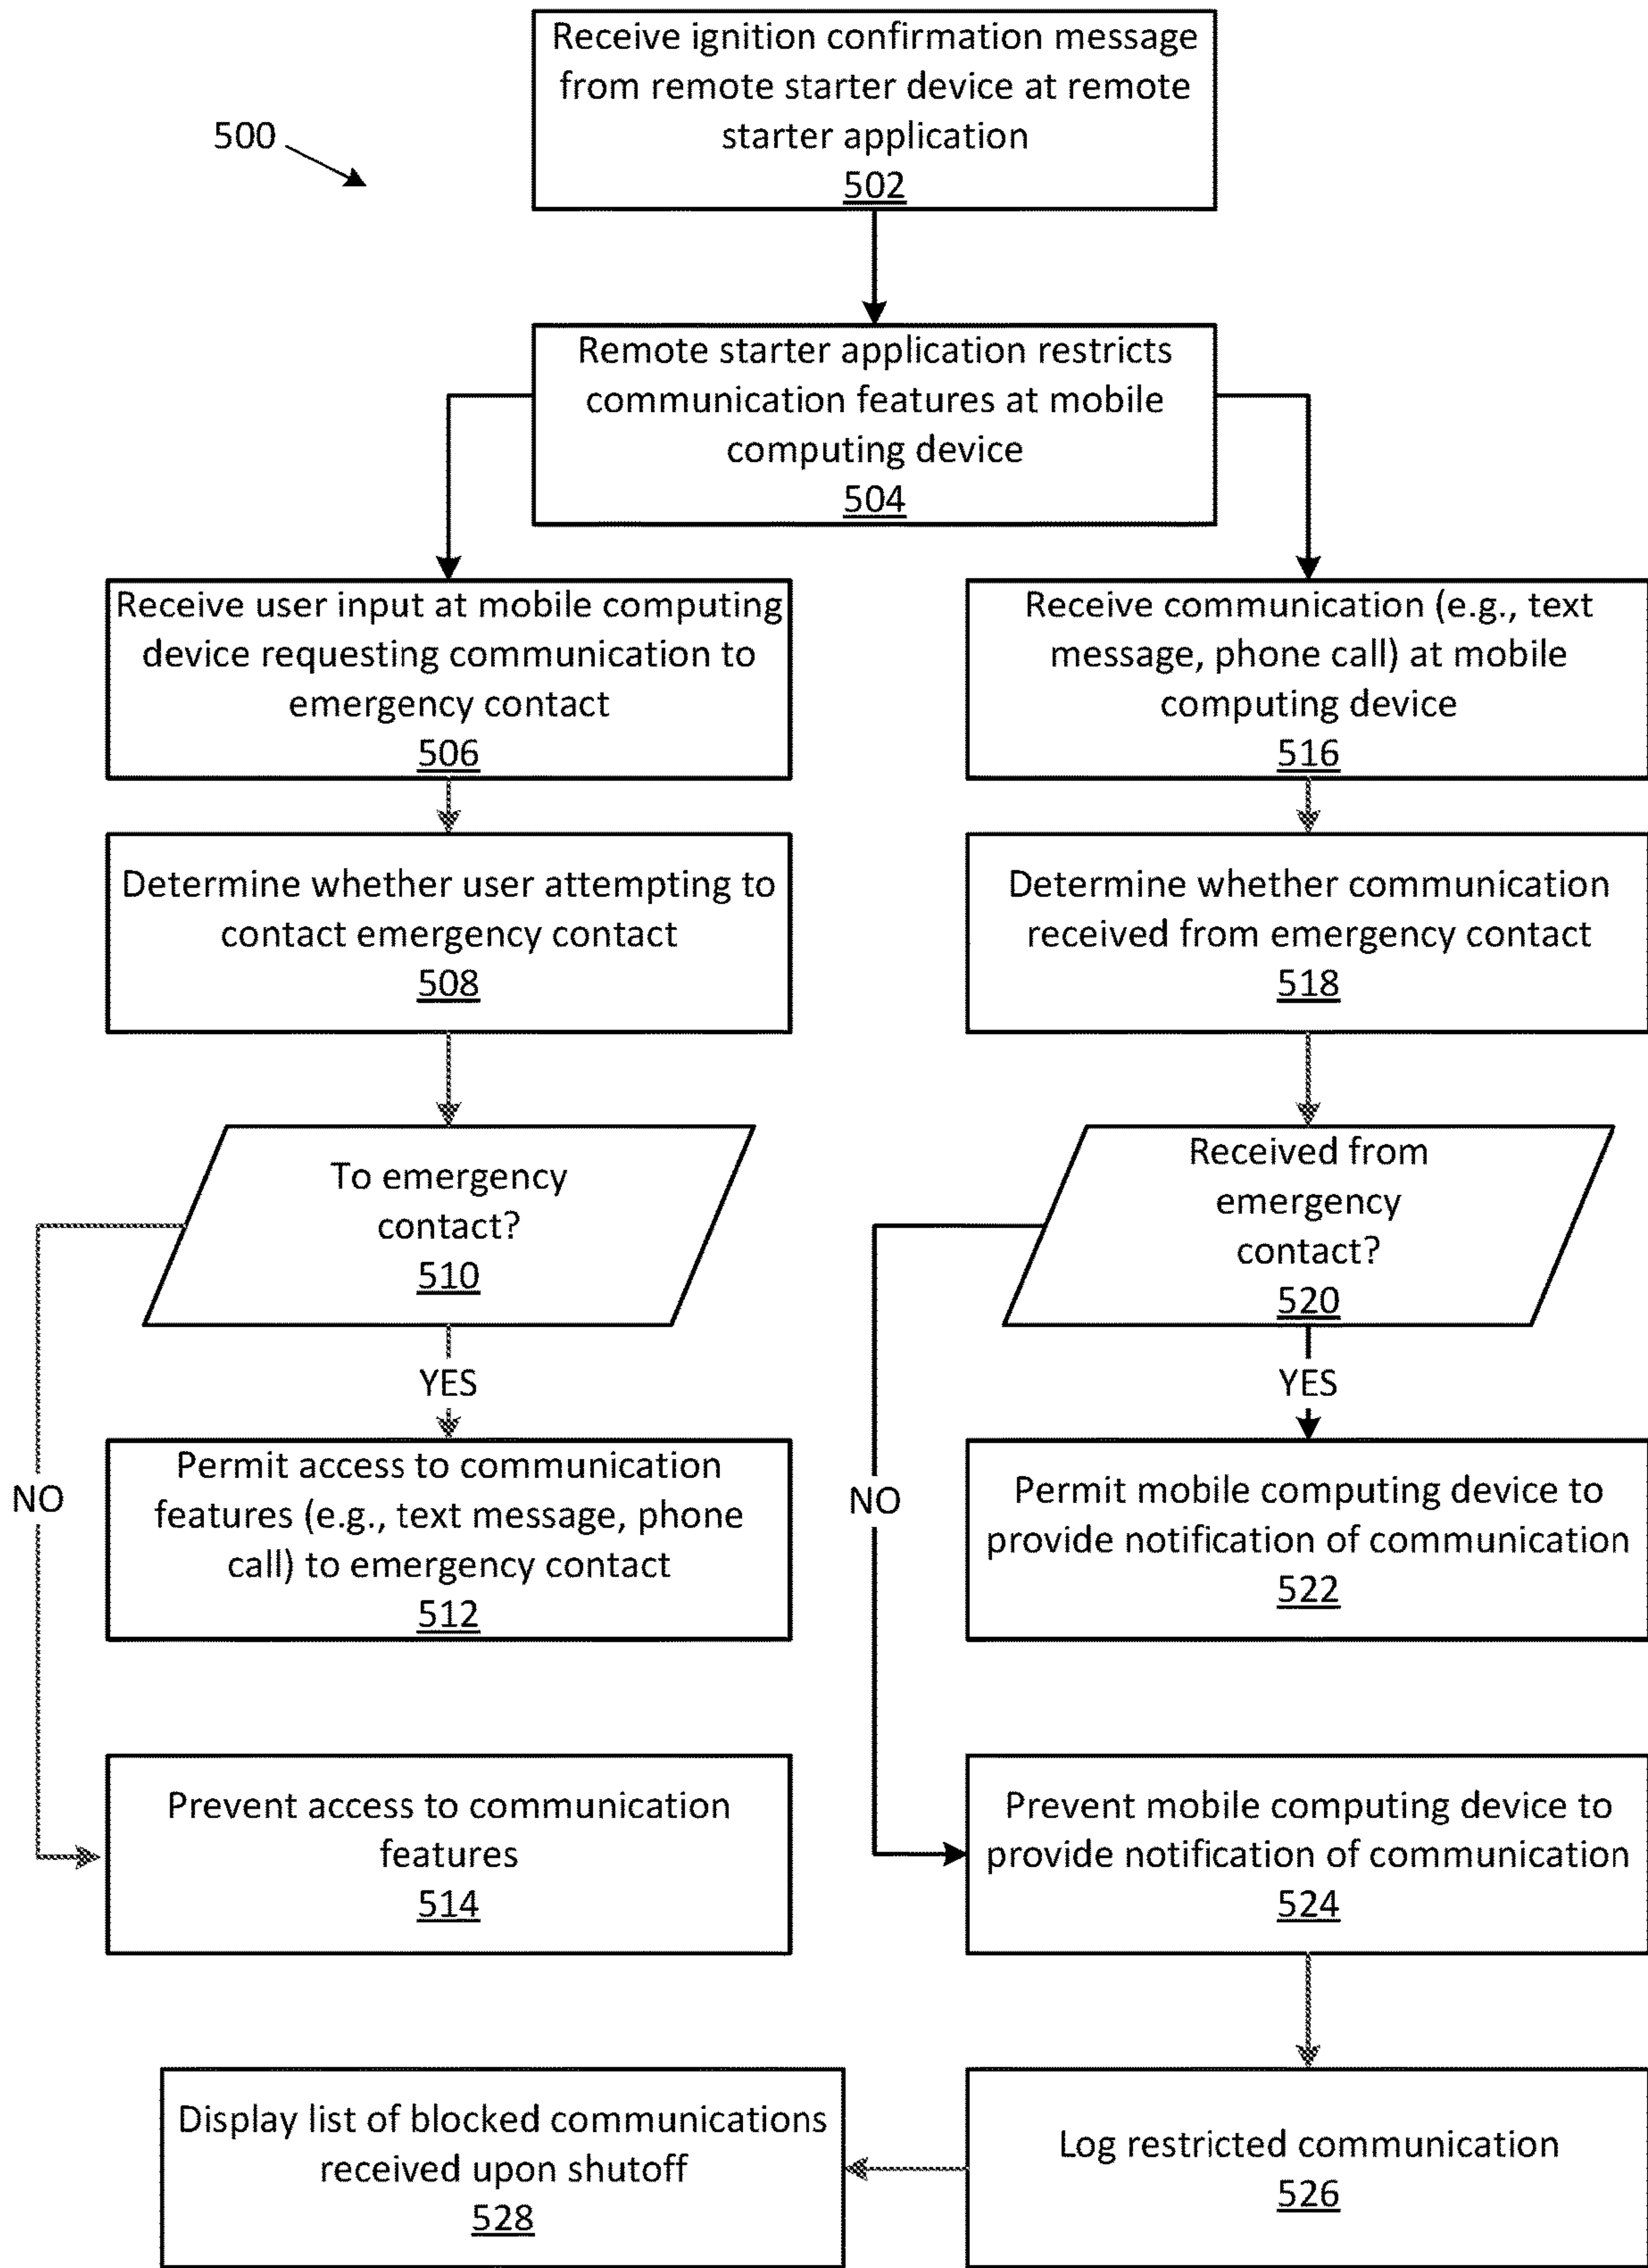 Receive ignition confirmation message
from remote starter device at remote
starter application
502
500
Remote starter application restricts
communication features at mobile
computing device
504
Receive user input at mobile computing
device requesting communication to
emergency contact
506
Determine whether user attempting to
contact emergency contact
508
To emergency
contact?
510
YES
NO
Permit access to communication
features (e.g., text message, phone
call) to emergency contact
512
Prevent access to communication
features
514
Receive communication (e.g., text
message, phone call) at mobile
computing device
516
Determine whether communication
received from emergency contact
518
Received from
emergency
contact?
520
YES
NO
Permit mobile computing device to
provide notification of communication
522
Prevent mobile computing device to
provide notification of communication
524
Log restricted communication
526
Display list of blocked communications
received upon shutoff
528